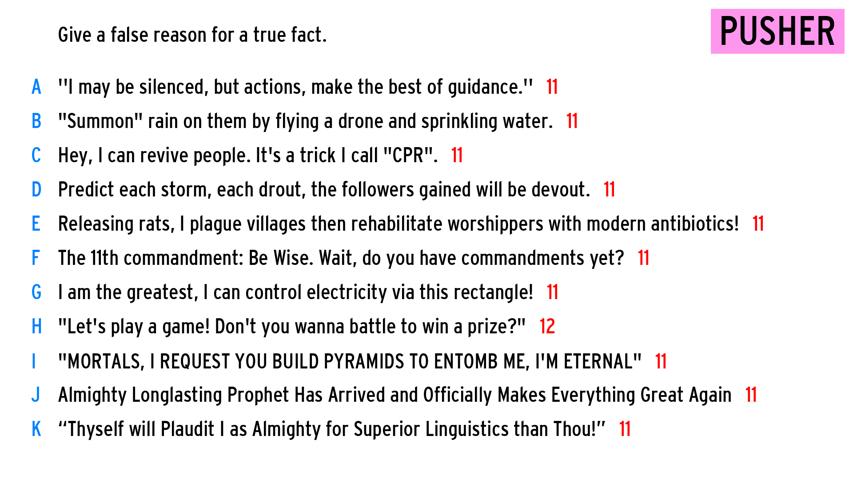 Give a false reason for a true fact.
PUSHER
A ''I may be silenced, but actions, make the best of guidance.'' 11
B "Summon" rain on them by flying a drone and sprinkling water. 11
C Hey, I can revive people. It's a trick I call "CPR". 11
D Predict each storm, each drout, the followers gained will be devout. 11
E Releasing rats, I plague villages then rehabilitate worshippers with modern antibiotics! 11
F The 11th commandment: Be Wise. Wait, do you have commandments yet? 11
G I am the greatest, I can control electricity via this rectangle! 11
H "Let's play a game! Don't you wanna battle to win a prize?" 12
I "MORTALS, I REQUEST YOU BUILD PYRAMIDS TO ENTOMB ME, I'M ETERNAL" 11
J Almighty Longlasting Prophet Has Arrived and Officially Makes Everything Great Again 11
K “Thyself will Plaudit I as Almighty for Superior Linguistics than Thou!” 11